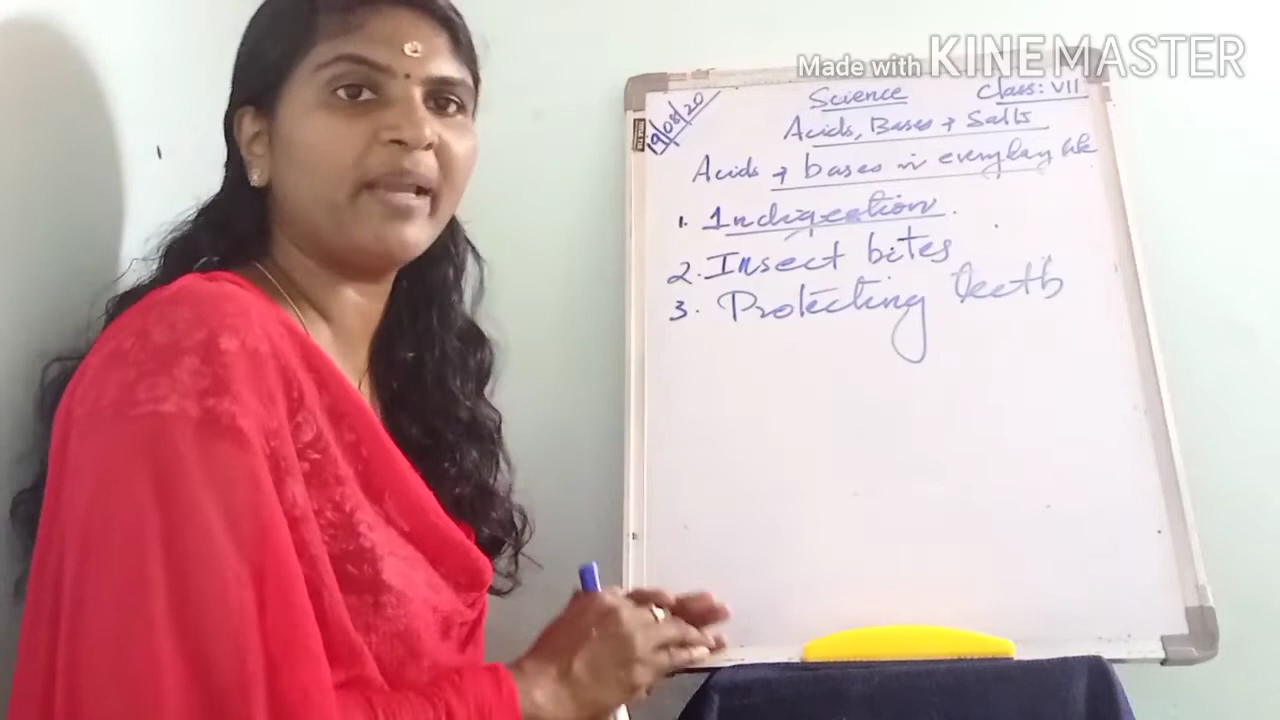 Made with KINEMASTER
19/08/20
Science Class: VII
Acids, Bases & Salts
Acids & bases in everyday life
1. Indigestion.
2. Insect bites
3. Protecting teeth